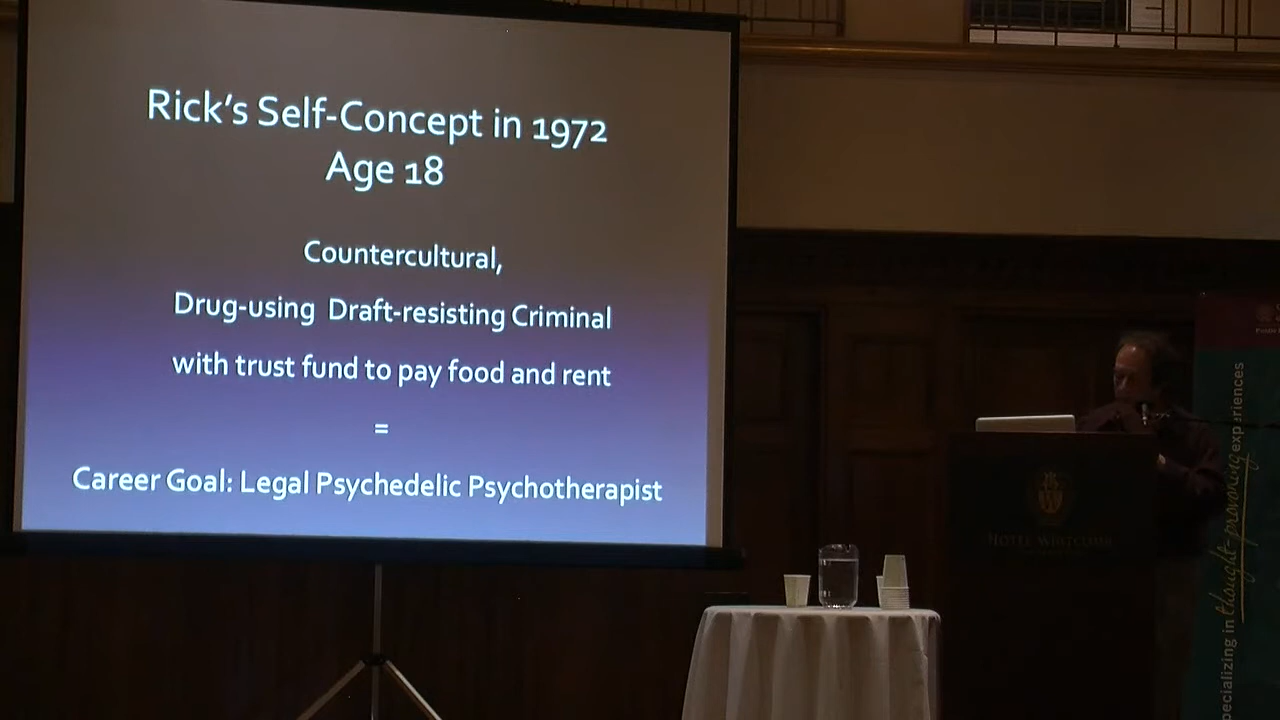 Rick's Self-Concept in 1972
Age 18
Countercultural,
Drug-using Draft-resisting Criminal
with trust fund to pay food and rent
=
Career Goal: Legal Psychedelic Psychotherapist
HOTEL WHITCOMB
pecializing in thought-provoking experiences